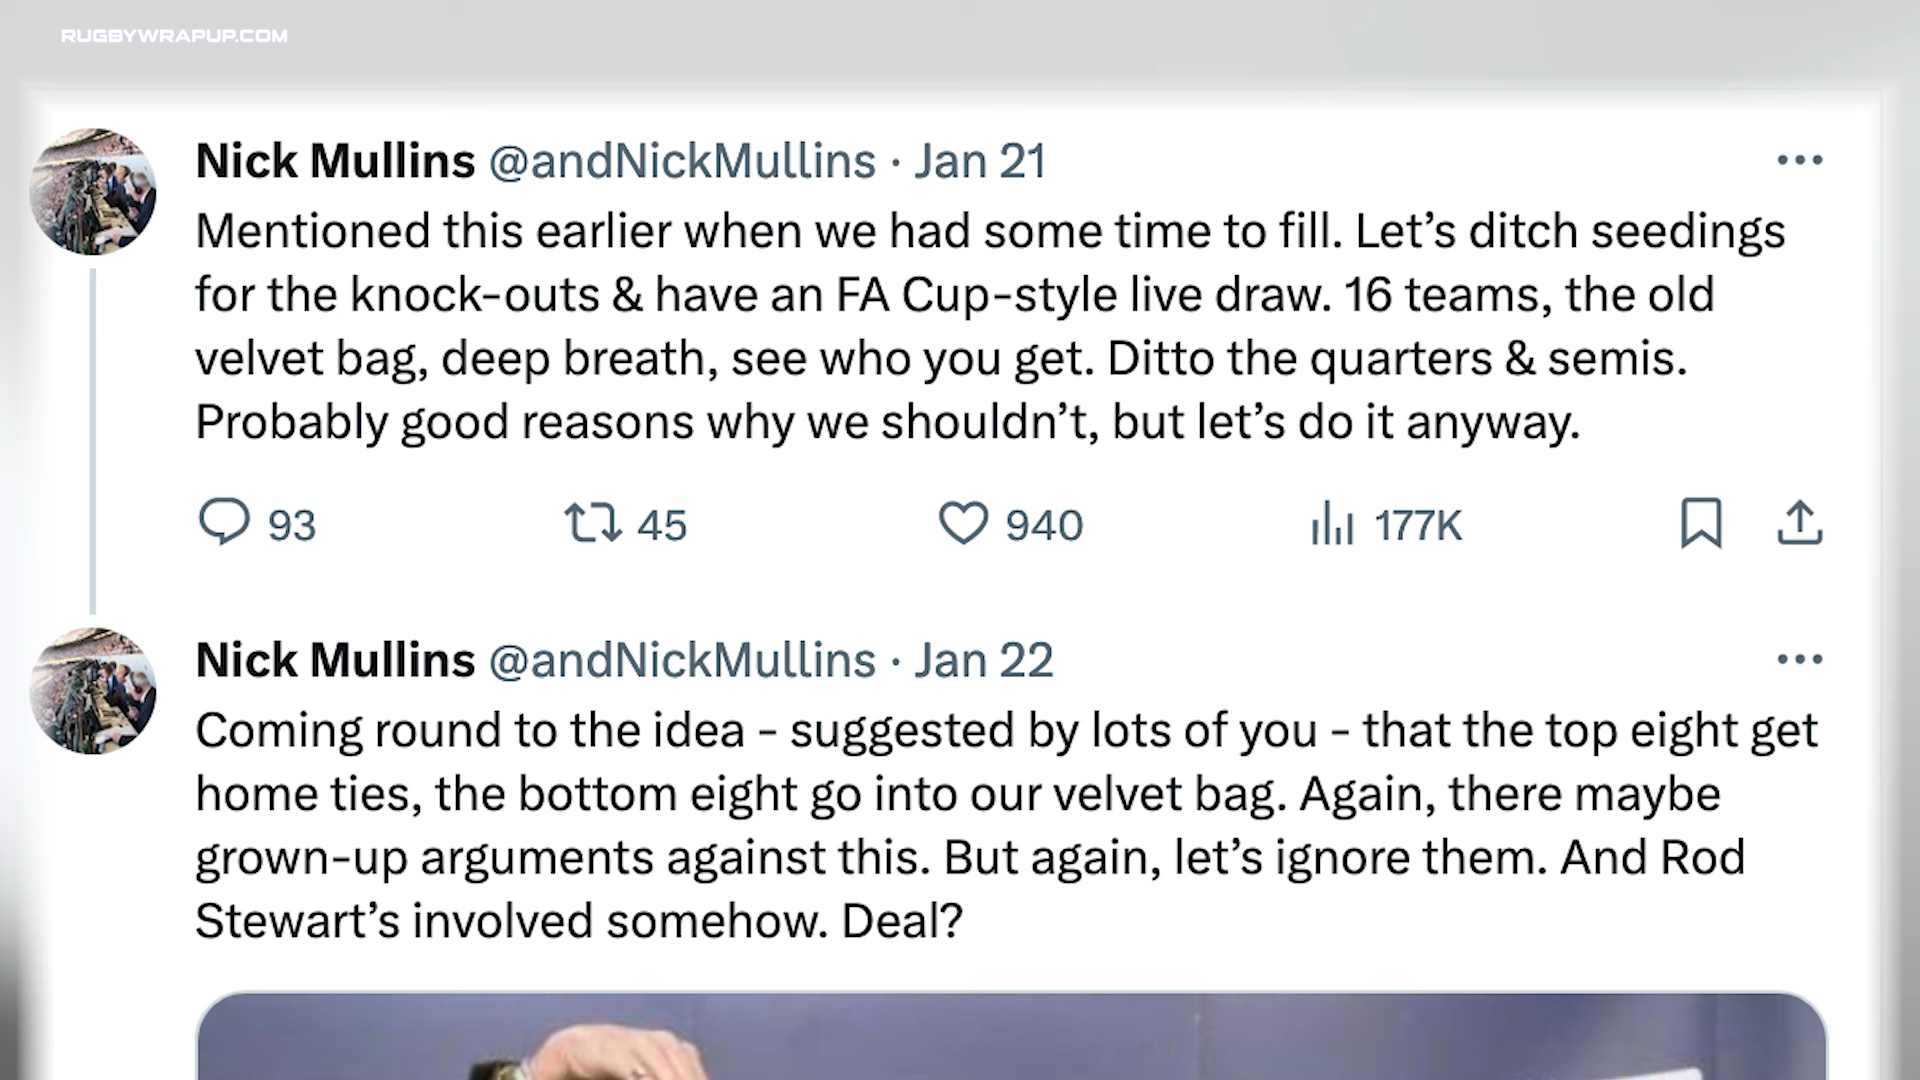 RUGBYWRAPUP.COM
Nick Mullins @andNickMullins · Jan 21
Mentioned this earlier when we had some time to fill. Let’s ditch seedings
for the knock-outs & have an FA Cup-style live draw. 16 teams, the old
velvet bag, deep breath, see who you get. Ditto the quarters & semis.
Probably good reasons why we shouldn’t, but let’s do it anyway.
93 45 940 177K
Nick Mullins @andNickMullins · Jan 22
Coming round to the idea - suggested by lots of you - that the top eight get
home ties, the bottom eight go into our velvet bag. Again, there maybe
grown-up arguments against this. But again, let’s ignore them. And Rod
Stewart’s involved somehow. Deal?